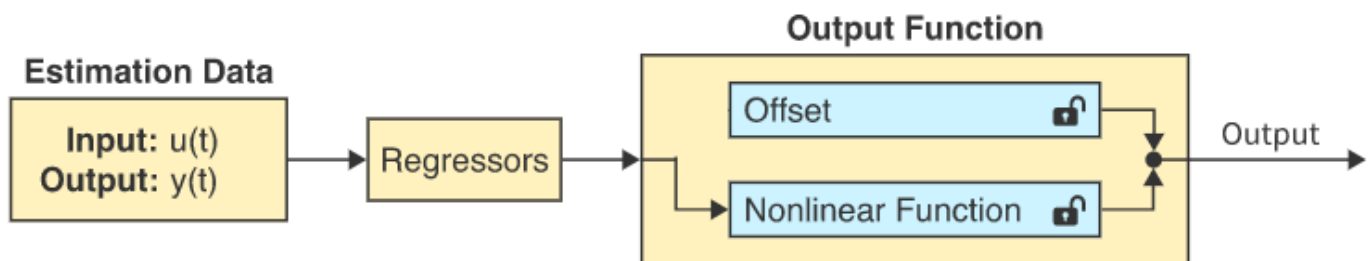 Estimation Data
Input: u(t)
Output: y(t)
Regressors
Output Function
Offset
Nonlinear Function
Output